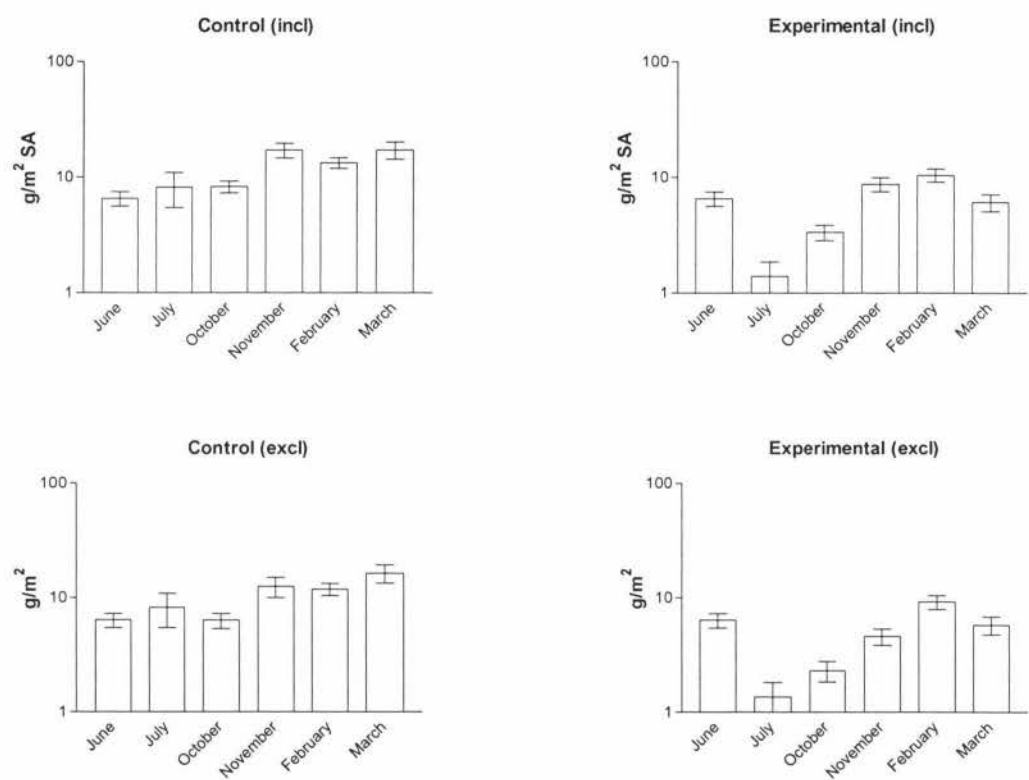 Control (incl)
100
10
1
g/m² SA
June
July
October
November
February
March
Experimental (incl)
100
10
1
g/m² SA
June
July
October
November
February
March
Control (excl)
100
10
1
g/m²
June
July
October
November
February
March
Experimental (excl)
100
10
1
g/m²
June
July
October
November
February
March